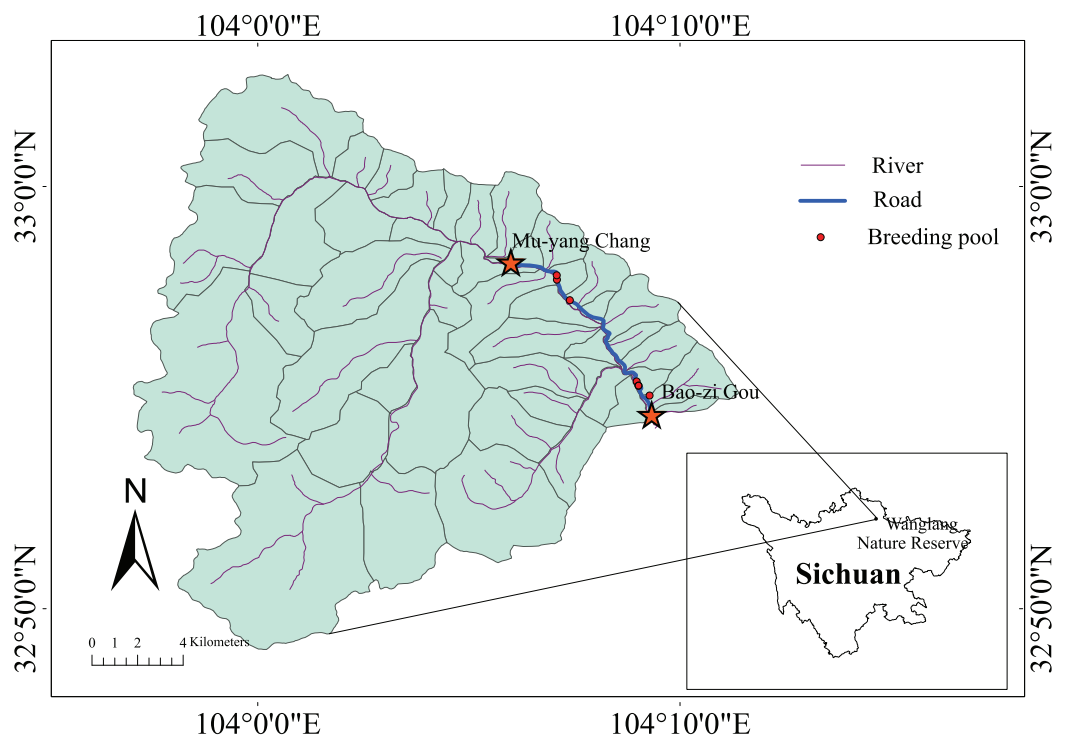 104°0'0"E 104°10'0"E
33°0'0"N
33°0'0"N
River
Road
Breeding pool
Mu-yang Chang
Bao-zi Gou
N
Wanglang
Nature Reserve
Sichuan
32°50'0"N
32°50'0"N
0 1 2 4 Kilometers
104°0'0"E 104°10'0"E